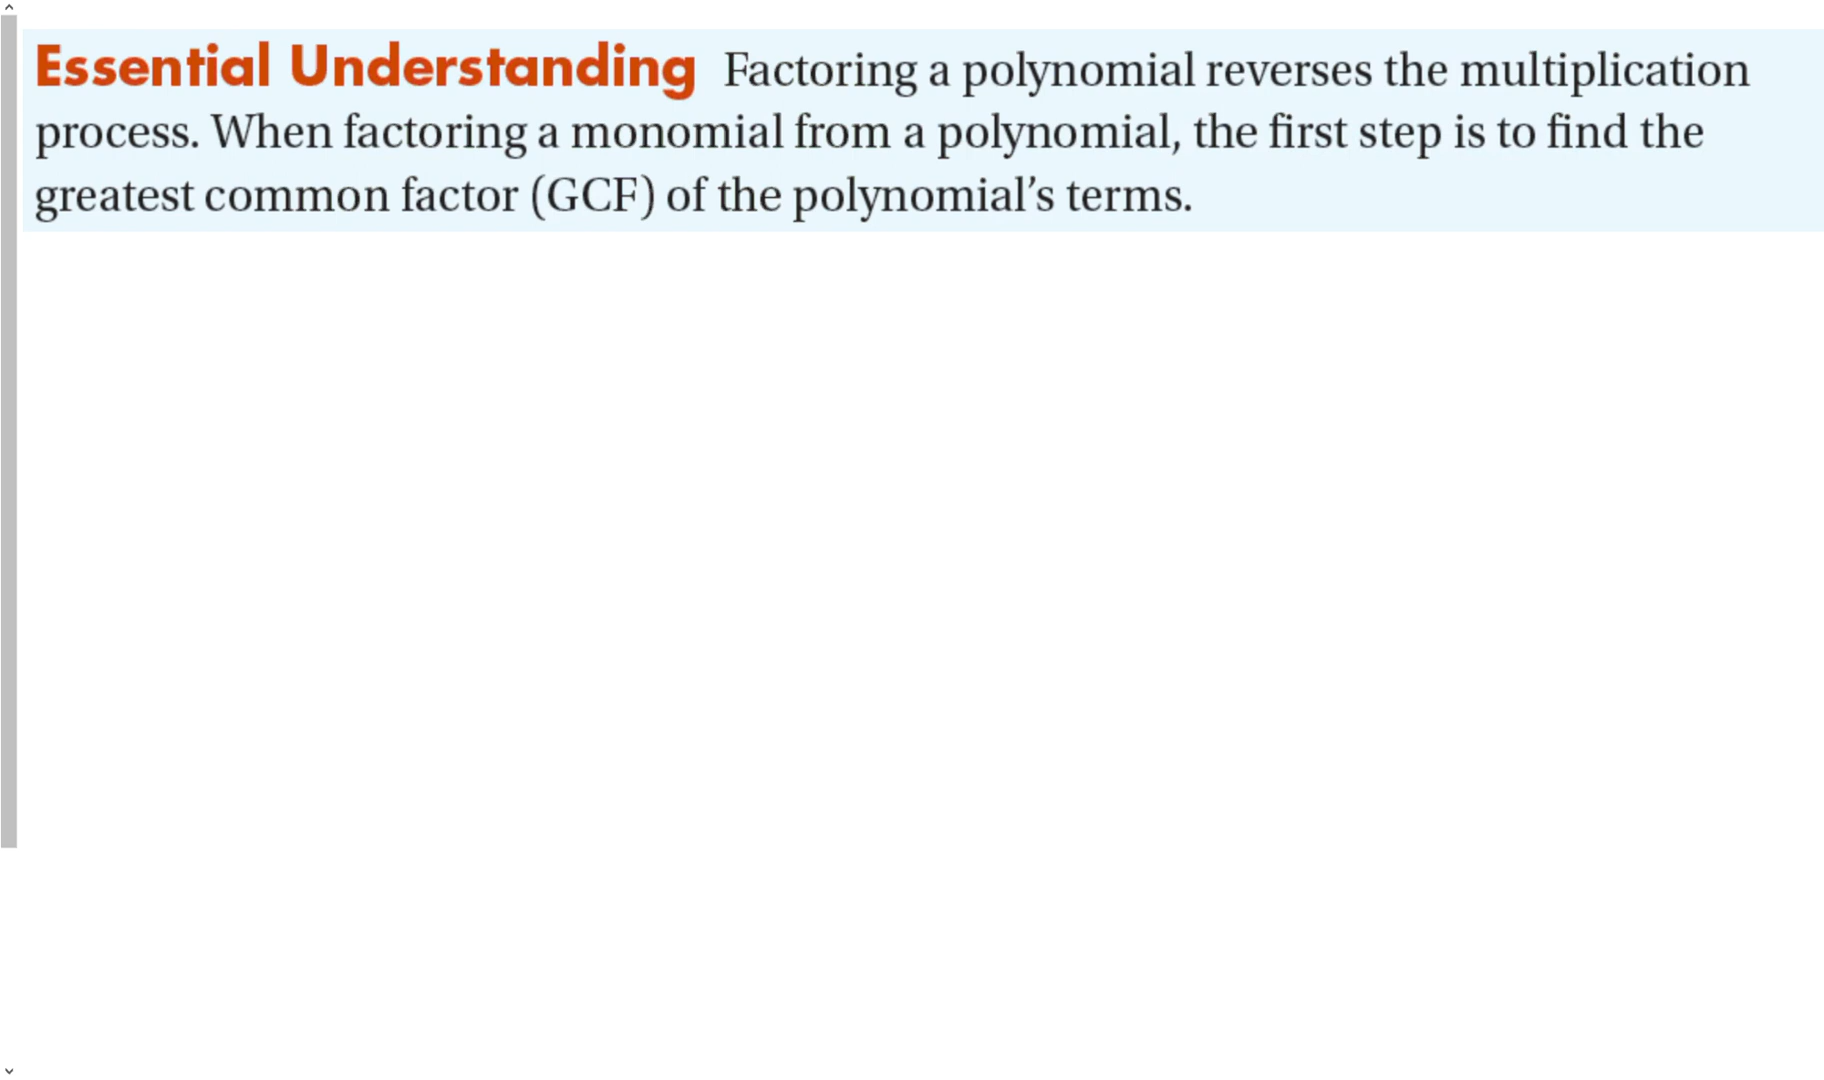 Essential Understanding Factoring a polynomial reverses the multiplication
process. When factoring a monomial from a polynomial, the first step is to find the
greatest common factor (GCF) of the polynomial’s terms.